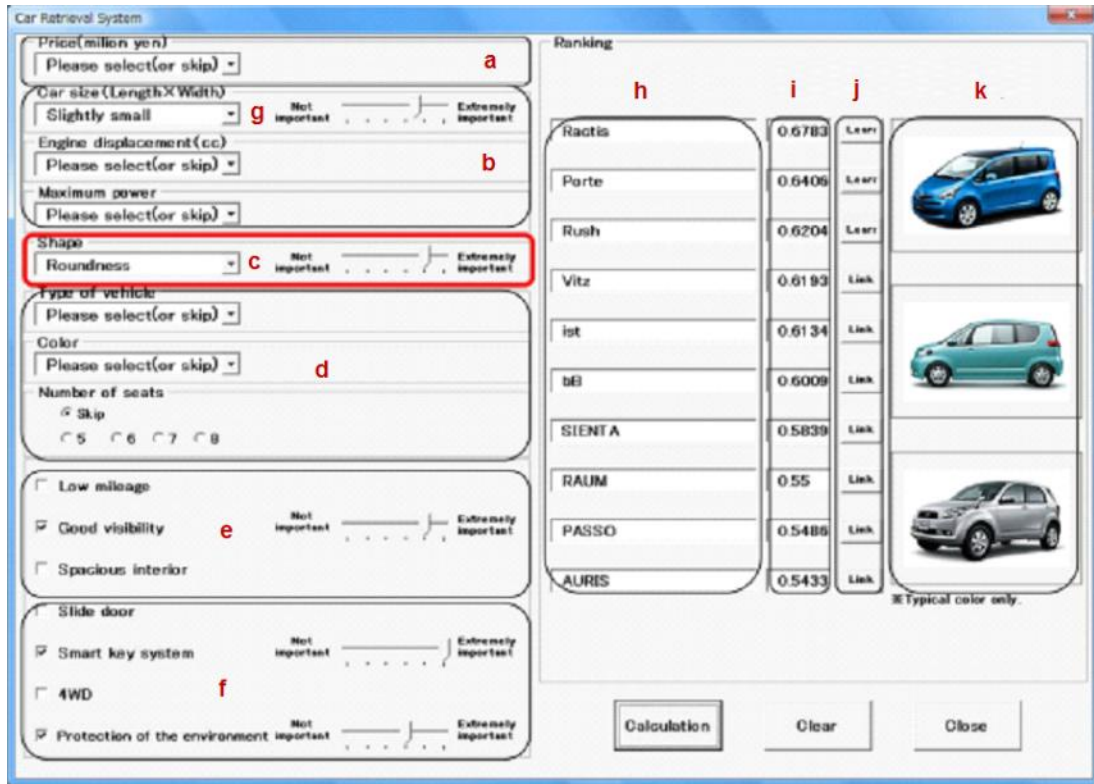 Car Retrieval System
Price(milion yen)
Please select(or skip)
a
Car size(Length×Width)
Slightly small
g
Not important
Extremely important
Engine displacement(cc)
Please select(or skip)
b
Maximum power
Please select(or skip)
Shape
Roundness
c
Not important
Extremely important
Type of vehicle
Please select(or skip)
Color
Please select(or skip)
d
Number of seats
Skip
5 6 7 8
Low mileage
Good visibility
e
Not important
Extremely important
Spacious interior
Slide door
Smart key system
Not important
Extremely important
4WD
f
Protection of the environment
Not important
Extremely important
Ranking
h i j k
Ractis 0.6783 Learr
Porte 0.6406 Learr
Rush 0.6204 Learr
Vitz 0.6193 Link
ist 0.6134 Link
bB 0.6009 Link
SIENTA 0.5839 Link
RAUM 0.55 Link
PASSO 0.5486 Link
AURIS 0.5433 Link
※Typical color only.
Calculation Clear Close